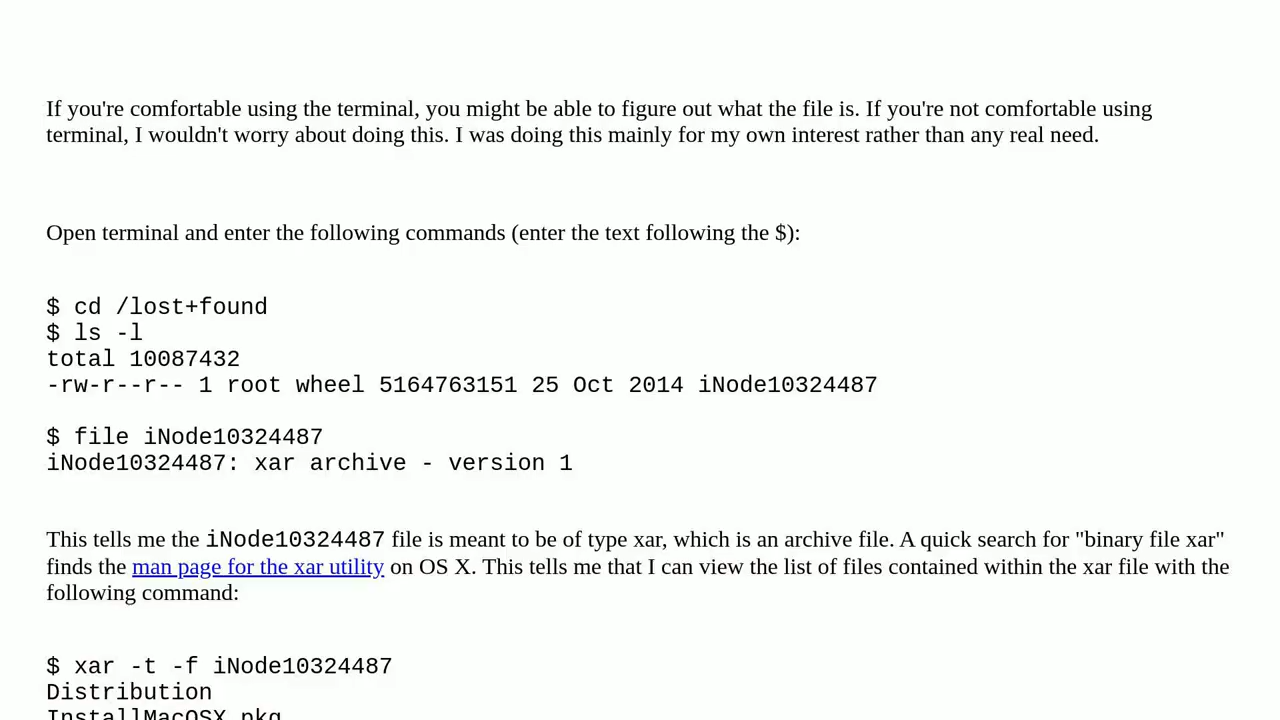 If you're comfortable using the terminal, you might be able to figure out what the file is. If you're not comfortable using
terminal, I wouldn't worry about doing this. I was doing this mainly for my own interest rather than any real need.
Open terminal and enter the following commands (enter the text following the $):
$ cd /lost+found
$ ls -l
total 10087432
-rw-r--r-- 1 root wheel 5164763151 25 Oct 2014 iNode10324487
$ file iNode10324487
iNode10324487: xar archive - version 1
This tells me the iNode10324487 file is meant to be of type xar, which is an archive file. A quick search for "binary file xar"
finds the man page for the xar utility on OS X. This tells me that I can view the list of files contained within the xar file with the
following command:
$ xar -t -f iNode10324487
Distribution
InstallMacOSX.pkg